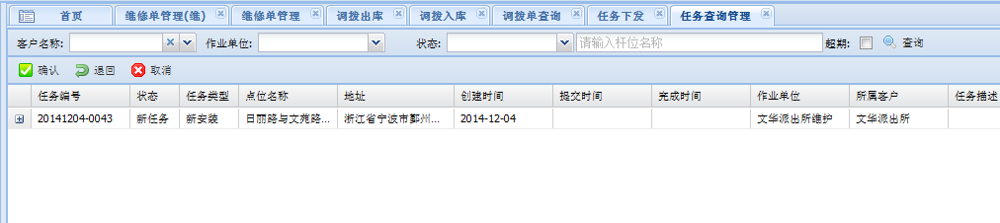 首页 维修单管理(维) 维修单管理 调拨出库 调拨入库 调拨单查询 任务下发 任务查询管理
客户名称: 作业单位: 状态: 请输入杆位名称 超期: 查询
确认 退回 取消
任务编号 状态 任务类型 点位名称 地址 创建时间 提交时间 完成时间 作业单位 所属客户 任务描述
20141204-0043 新任务 新安装 日丽路与文苑路... 浙江省宁波市鄞州... 2014-12-04 文华派出所维护 文华派出所